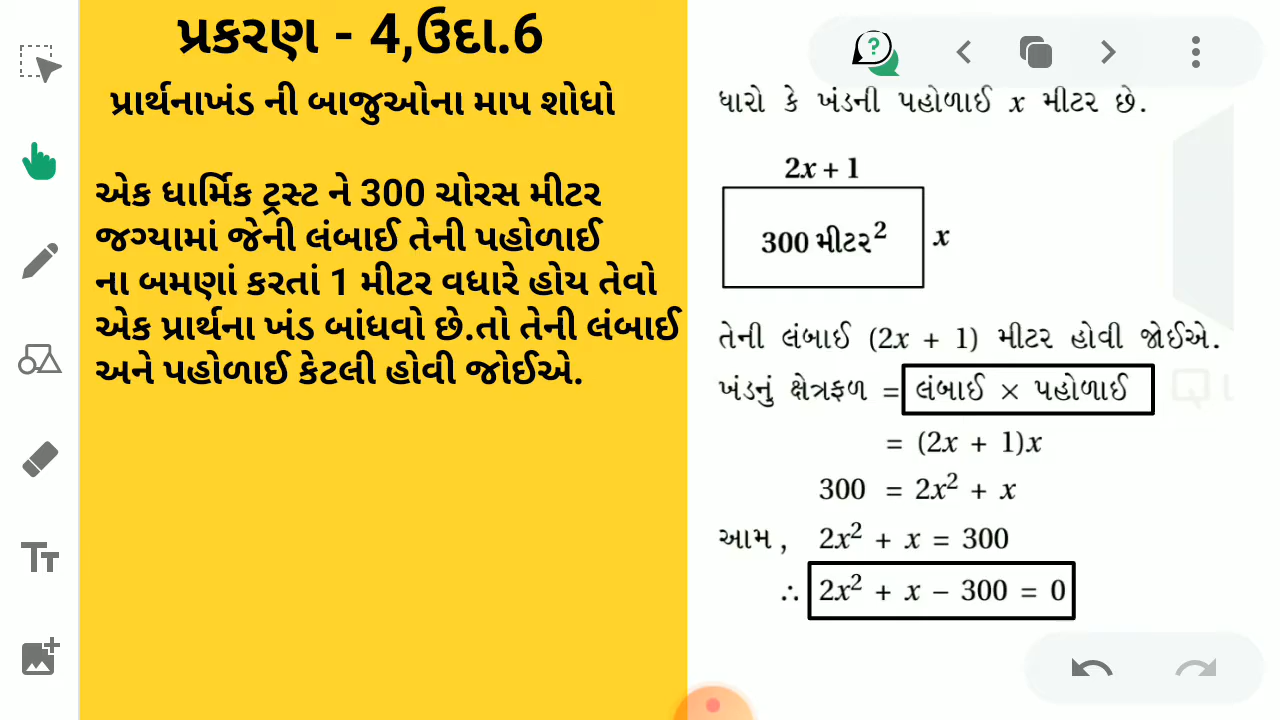 પ્રકરણ - 4,ઉદા.6
પ્રાર્થનાખંડ ની બાજુઓના માપ શોધો
એક ધાર્મિક ટ્રસ્ટ ને 300 ચોરસ મીટર
જગ્યામાં જેની લંબાઈ તેની પહોળાઈ
ના બમણાં કરતાં 1 મીટર વધારે હોય તેવો
એક પ્રાર્થના ખંડ બાંધવો છે.તો તેની લંબાઈ
અને પહોળાઈ કેટલી હોવી જોઈએ.
ધારો કે ખંડની પહોળાઈ x મીટર છે.
2x + 1
300 મીટર²
x
તેની લંબાઈ (2x + 1) મીટર હોવી જોઈએ.
ખંડનું ક્ષેત્રફળ = લંબાઈ × પહોળાઈ
= (2x + 1)x
300 = 2x² + x
આમ, 2x² + x = 300
∴ 2x² + x − 300 = 0
Tт